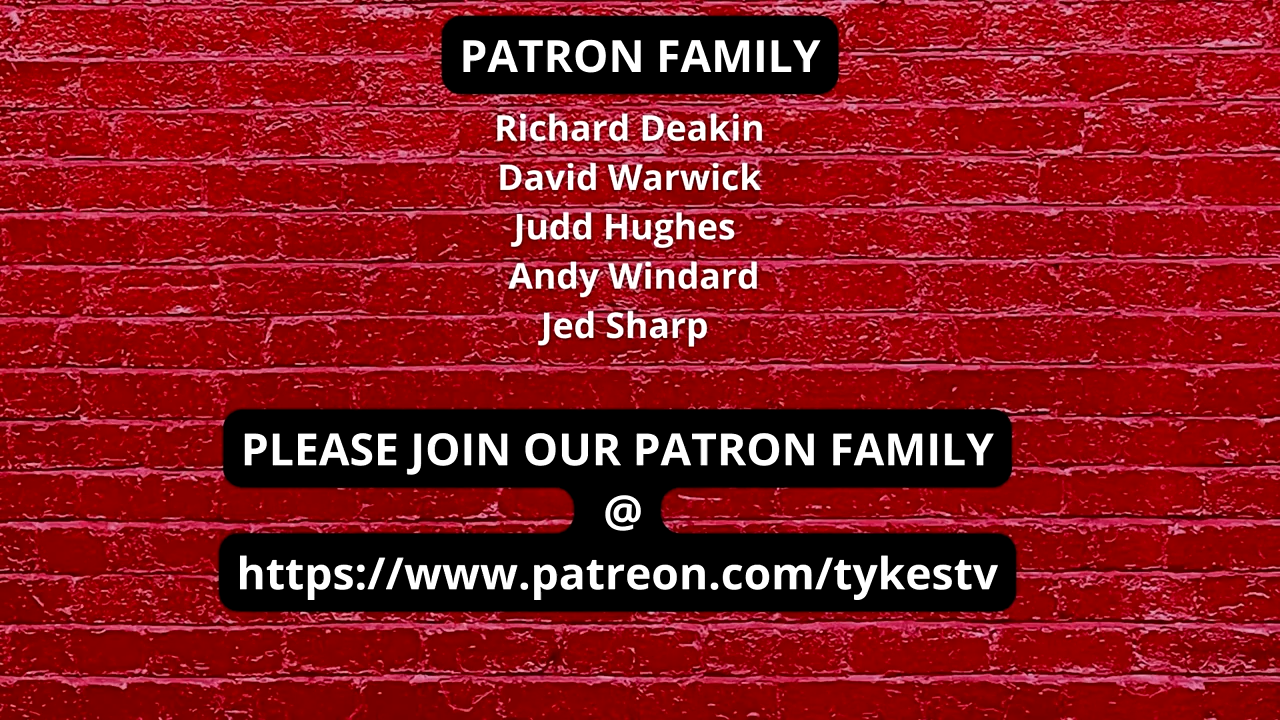 PATRON FAMILY
Richard Deakin
David Warwick
Judd Hughes
Andy Windard
Jed Sharp
PLEASE JOIN OUR PATRON FAMILY
@
https://www.patreon.com/tykestv